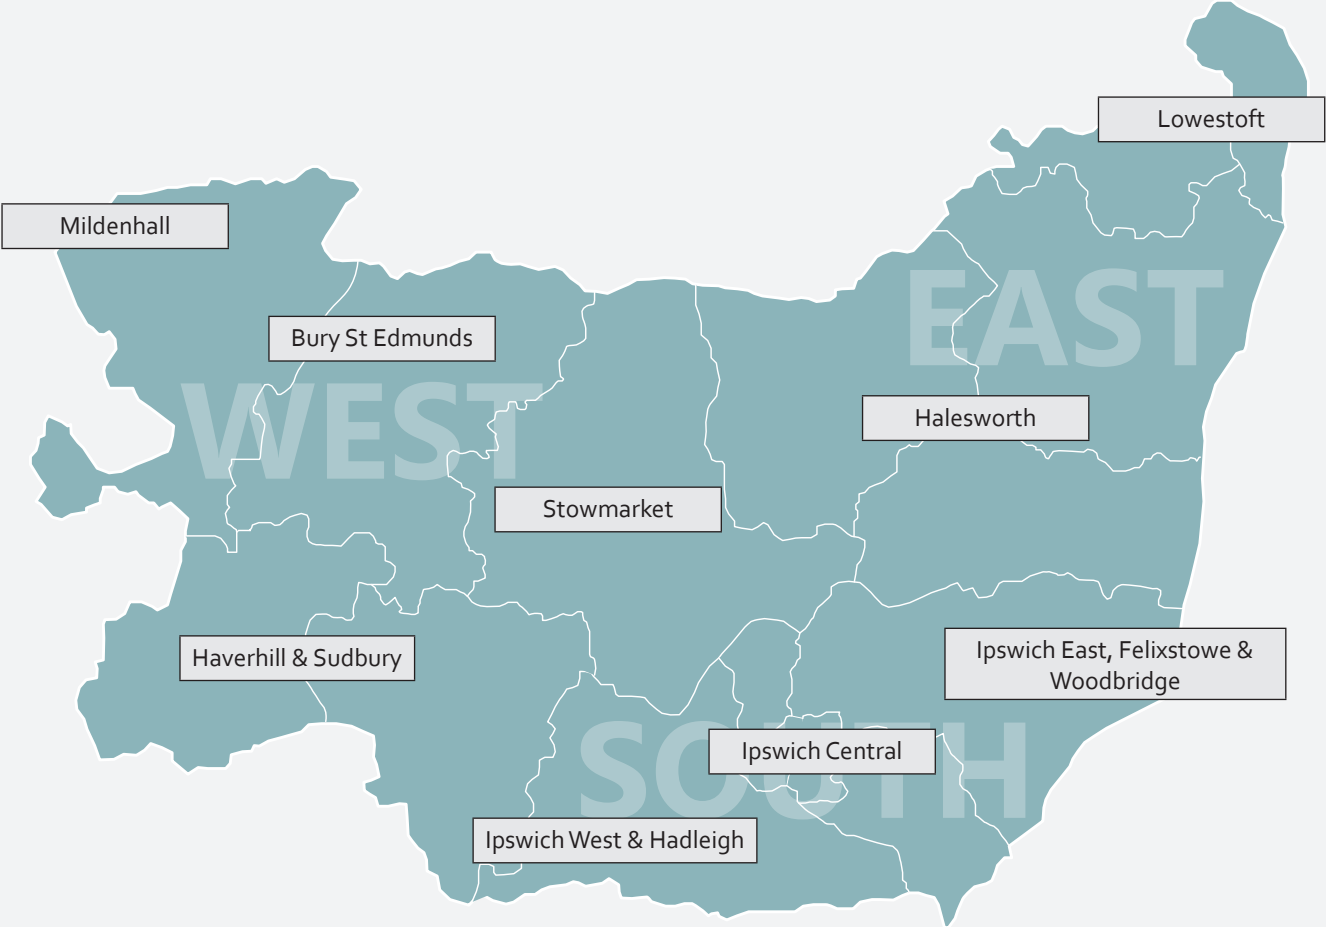 Lowestoft
Mildenhall
EAST
Bury St Edmunds
WEST
Halesworth
Stowmarket
Haverhill & Sudbury
Ipswich East, Felixstowe &
Woodbridge
SOUTH
Ipswich Central
Ipswich West & Hadleigh